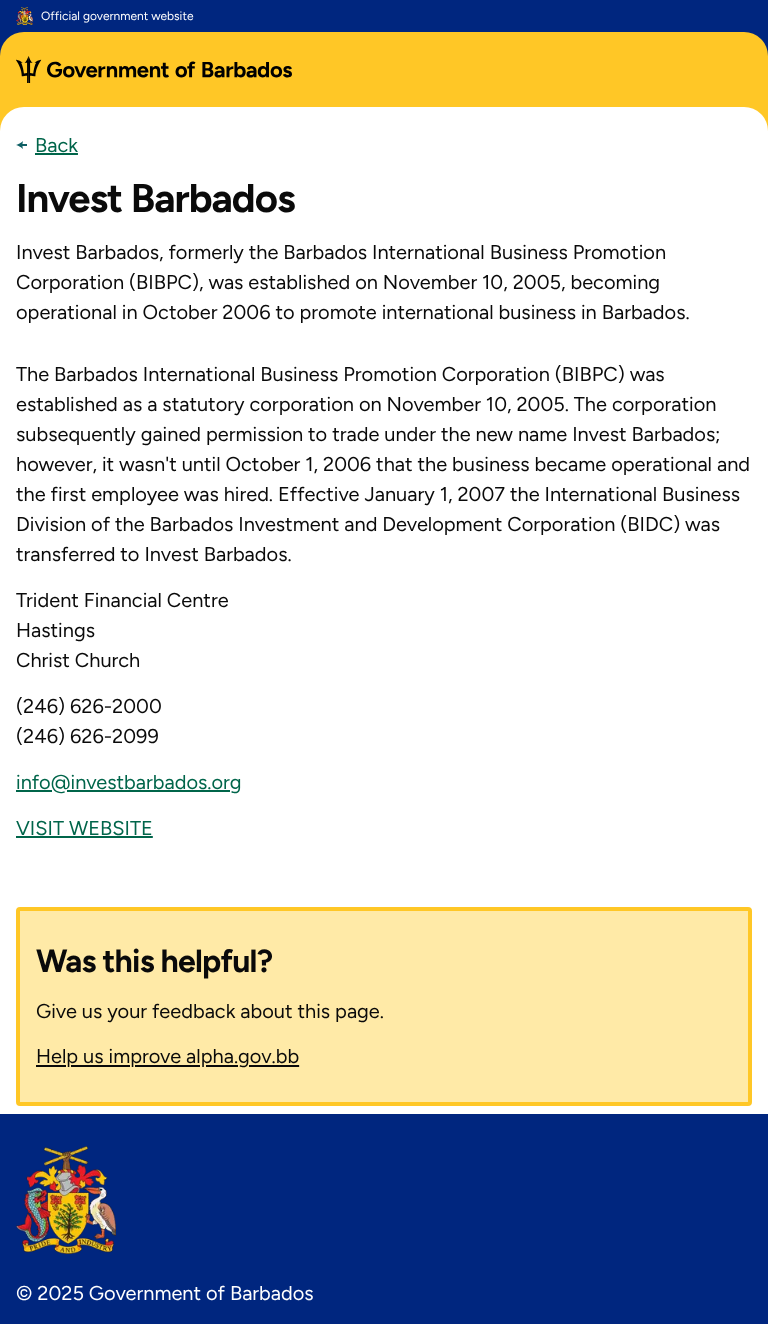 Official government website
Government of Barbados
Back
Invest Barbados
Invest Barbados, formerly the Barbados International Business Promotion
Corporation (BIBPC), was established on November 10, 2005, becoming
operational in October 2006 to promote international business in Barbados.
The Barbados International Business Promotion Corporation (BIBPC) was
established as a statutory corporation on November 10, 2005. The corporation
subsequently gained permission to trade under the new name Invest Barbados;
however, it wasn't until October 1, 2006 that the business became operational and
the first employee was hired. Effective January 1, 2007 the International Business
Division of the Barbados Investment and Development Corporation (BIDC) was
transferred to Invest Barbados.
Trident Financial Centre
Hastings
Christ Church
(246) 626-2000
(246) 626-2099
info@investbarbados.org
VISIT WEBSITE
Was this helpful?
Give us your feedback about this page.
Help us improve alpha.gov.bb
PRIDE AND INDUSTRY
© 2025 Government of Barbados